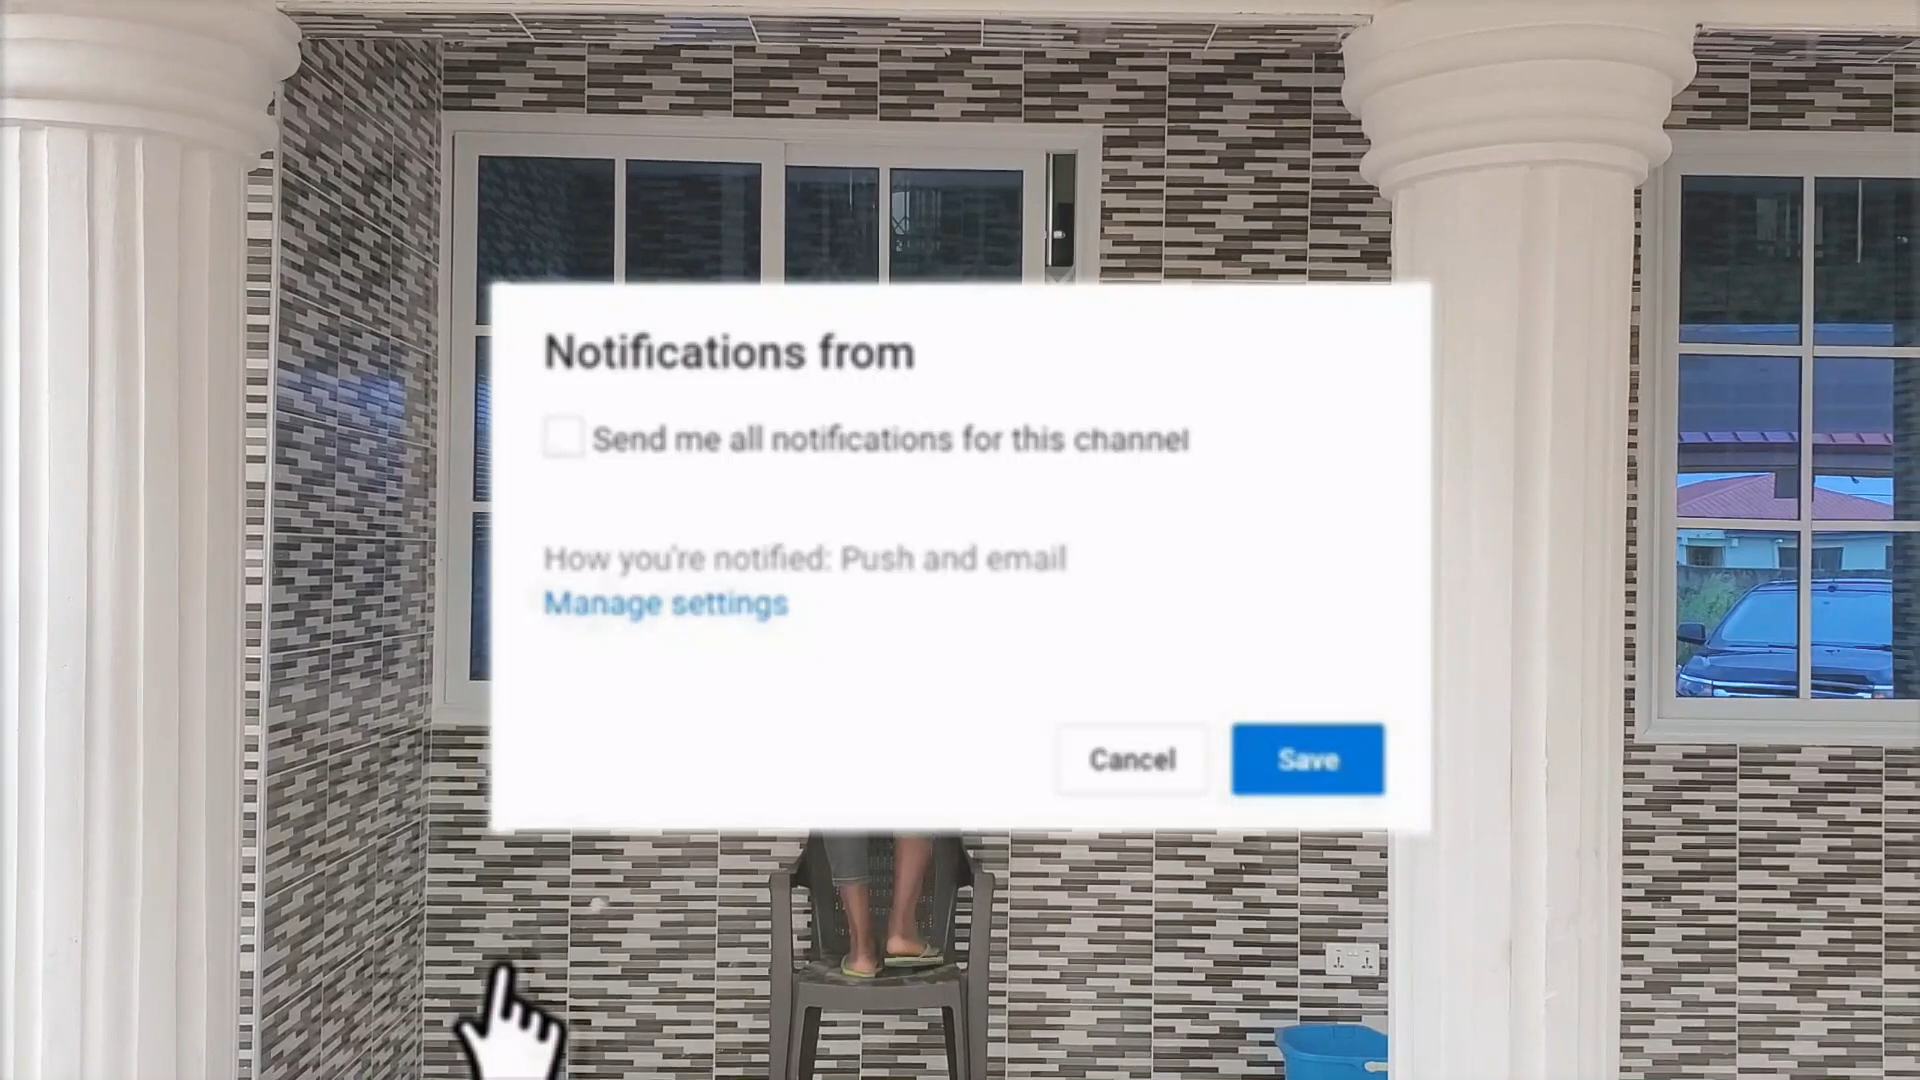 Notifications from
Send me all notifications for this channel
How you're notified: Push and email
Manage settings
Cancel
Save